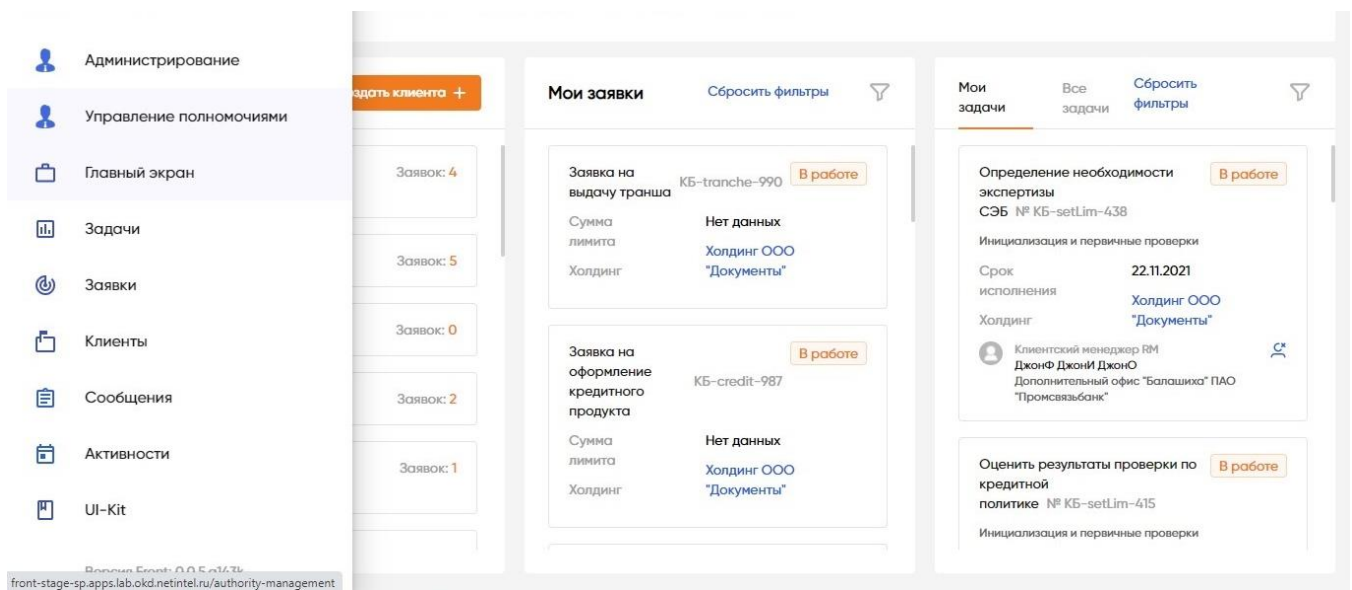 Администрирование
Управление полномочиями
Главный экран
Задачи
Заявки
Клиенты
Сообщения
Активности
UI-Kit
front-stage-sp.apps.lab.okd.netintel.ru/authority-management
клиента +
Заявок: 4
Заявок: 5
Заявок: 0
Заявок: 2
Заявок: 1
Мои заявки
Сбросить фильтры
Заявка на
выдачу транша
КБ-tranche-990
В работе
Сумма
лимита
Нет данных
Холдинг
Холдинг ООО
"Документы"
Заявка на
оформление
кредитного
продукта
КБ-credit-987
В работе
Сумма
лимита
Нет данных
Холдинг
Холдинг ООО
"Документы"
Мои
задачи
Все
задачи
Сбросить
фильтры
Определение необходимости
экспертизы
СЭБ № КБ-setLim-438
В работе
Инициализация и первичные проверки
Срок
исполнения
22.11.2021
Холдинг
Холдинг ООО
"Документы"
Клиентский менеджер RM
ДжонФ ДжонИ ДжонО
Дополнительный офис "Балашиха" ПАО
"Промсвязьбанк"
Оценить результаты проверки по
кредитной
политике № КБ-setLim-415
В работе
Инициализация и первичные проверки